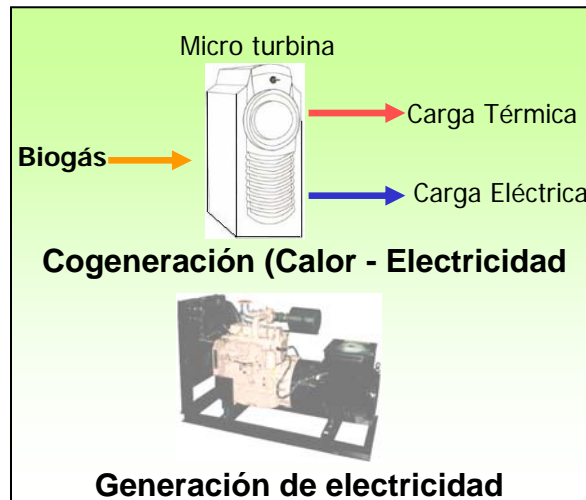 Micro turbina
Carga Térmica
Biogás
Carga Eléctrica
Cogeneración (Calor - Electricidad
Generación de electricidad